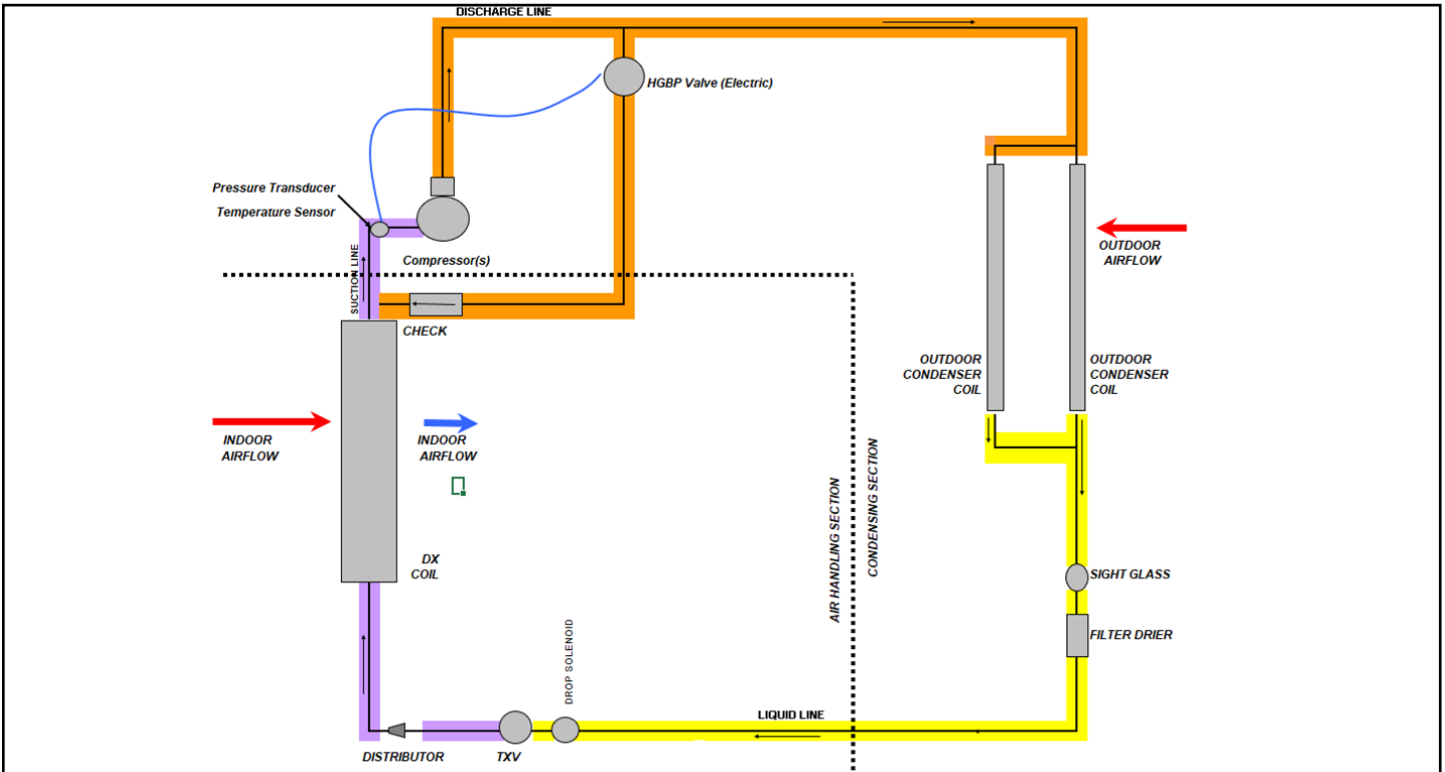 DISCHARGE LINE
HGBP Valve (Electric)
Pressure Transducer
Temperature Sensor
SUCTION LINE
Compressor(s)
CHECK
OUTDOOR
AIRFLOW
OUTDOOR
CONDENSER
COIL
OUTDOOR
CONDENSER
COIL
INDOOR
AIRFLOW
INDOOR
AIRFLOW
AIR HANDLING SECTION
CONDENSING SECTION
DX
COIL
SIGHT GLASS
FILTER DRIER
DROP SOLENOID
LIQUID LINE
DISTRIBUTOR
TXV